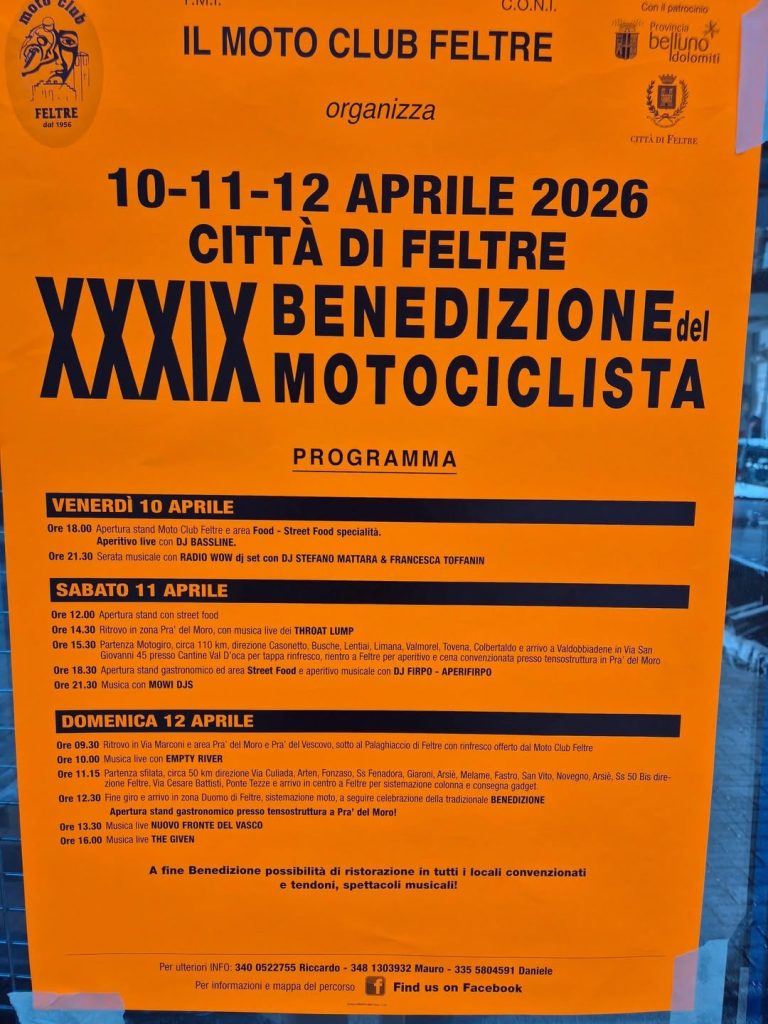 moto club
FELTRE
dal 1956
F.M.I.
C.O.N.I.
Con il patrocinio
Provincia
belluno
dolomiti
CITTÀ DI FELTRE
IL MOTO CLUB FELTRE
organizza
10-11-12 APRILE 2026
CITTÀ DI FELTRE
XXXIX BENEDIZIONE del
MOTOCICLISTA
PROGRAMMA
VENERDÌ 10 APRILE
Ore 18.00 Apertura stand Moto Club Feltre e area Food - Street Food specialità.
Aperitivo live con DJ BASSLINE.
Ore 21.30 Serata musicale con RADIO WOW dj set con DJ STEFANO MATTARA & FRANCESCA TOFFANIN
SABATO 11 APRILE
Ore 12.00 Apertura stand con street food
Ore 14.30 Ritrovo in zona Pra' del Moro, con musica live dei THROAT LUMP
Ore 15.30 Partenza Motogiro, circa 110 km, direzione Casonetto, Busche, Lentiai, Limana, Valmorel, Tovena, Colbertaldo e arrivo a Valdobbiadene in Via San
Giovanni 45 presso Cantine Val D'oca per tappa rinfresco, rientro a Feltre per aperitivo e cena convenzionata presso tensostruttura in Pra' del Moro
Ore 18.30 Apertura stand gastronomico ed area Street Food e aperitivo musicale con DJ FIRPO - APERIFIRPO
Ore 21.30 Musica con MOWI DJS
DOMENICA 12 APRILE
Ore 09.30 Ritrovo in Via Marconi e area Pra' del Moro e Pra' del Vescovo, sotto al Palaghiaccio di Feltre con rinfresco offerto dal Moto Club Feltre
Ore 10.00 Musica live con EMPTY RIVER
Ore 11.15 Partenza sfilata, circa 50 km direzione Via Culiada, Arten, Fonzaso, Ss Fenadora, Giaroni, Arsiè, Melame, Fastro, San Vito, Novegno, Arsiè, Ss 50 Bis dire-
zione Feltre, Via Cesare Battisti, Ponte Tezze e arrivo in centro a Feltre per sistemazione colonna e consegna gadget.
Ore 12.30 Fine giro e arrivo in zona Duomo di Feltre, sistemazione moto, a seguire celebrazione della tradizionale BENEDIZIONE
Apertura stand gastronomico presso tensostruttura a Pra' del Moro!
Ore 13.30 Musica live NUOVO FRONTE DEL VASCO
Ore 16.00 Musica live THE GIVEN
A fine Benedizione possibilità di ristorazione in tutti i locali convenzionati
e tendoni, spettacoli musicali!
Per ulteriori INFO: 340 0522755 Riccardo - 348 1303932 Mauro - 335 5804591 Daniele
Per informazioni e mappa del percorso f Find us on Facebook